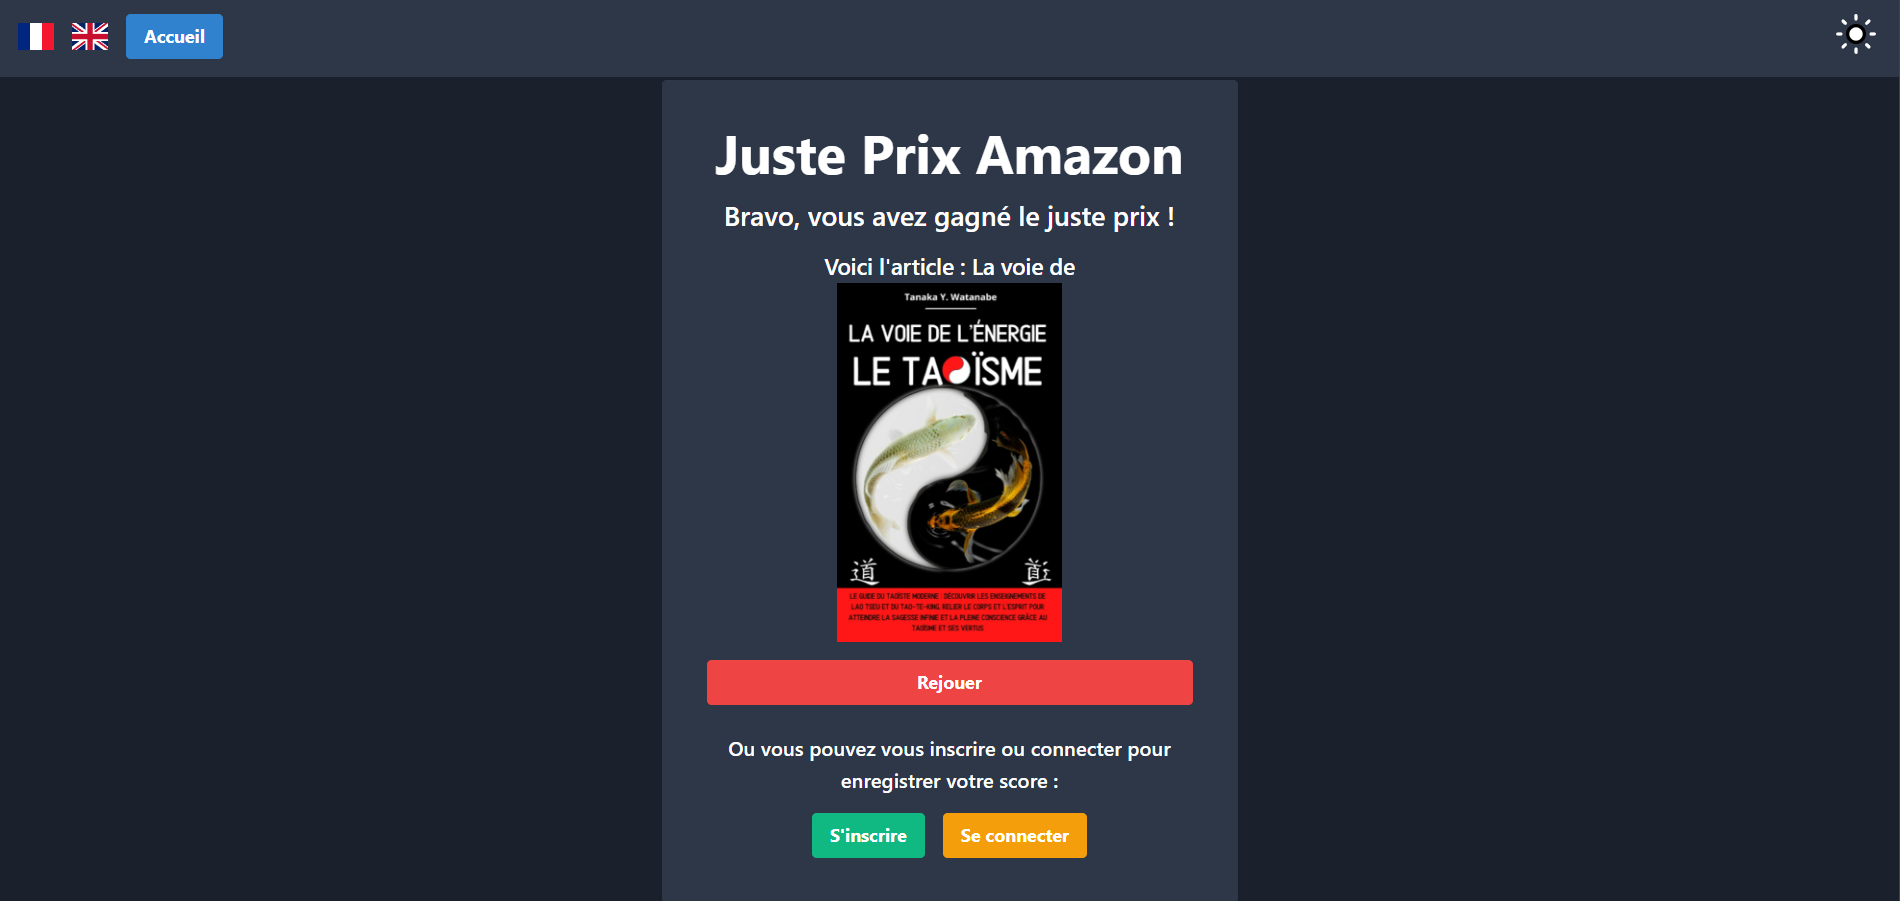 Accueil
Juste Prix Amazon
Bravo, vous avez gagné le juste prix !
Voici l'article : La voie de
Tanaka Y. Watanabe
LA VOIE DE L'ÉNERGIE
LE TAOÏSME
道
LE GUIDE DU TAOÏSTE MODERNE : DÉCOUVRIR LES ENSEIGNEMENTS DE
LAO TSEU ET DU TAO-TE-KING, RELIER LE CORPS ET L'ESPRIT POUR
ATTEINDRE LA SAGESSE INFINIE ET LA PLEINE CONSCIENCE GRÂCE AU
TAOÏSME ET SES VERTUS
Rejouer
Ou vous pouvez vous inscrire ou connecter pour
enregistrer votre score :
S'inscrire
Se connecter